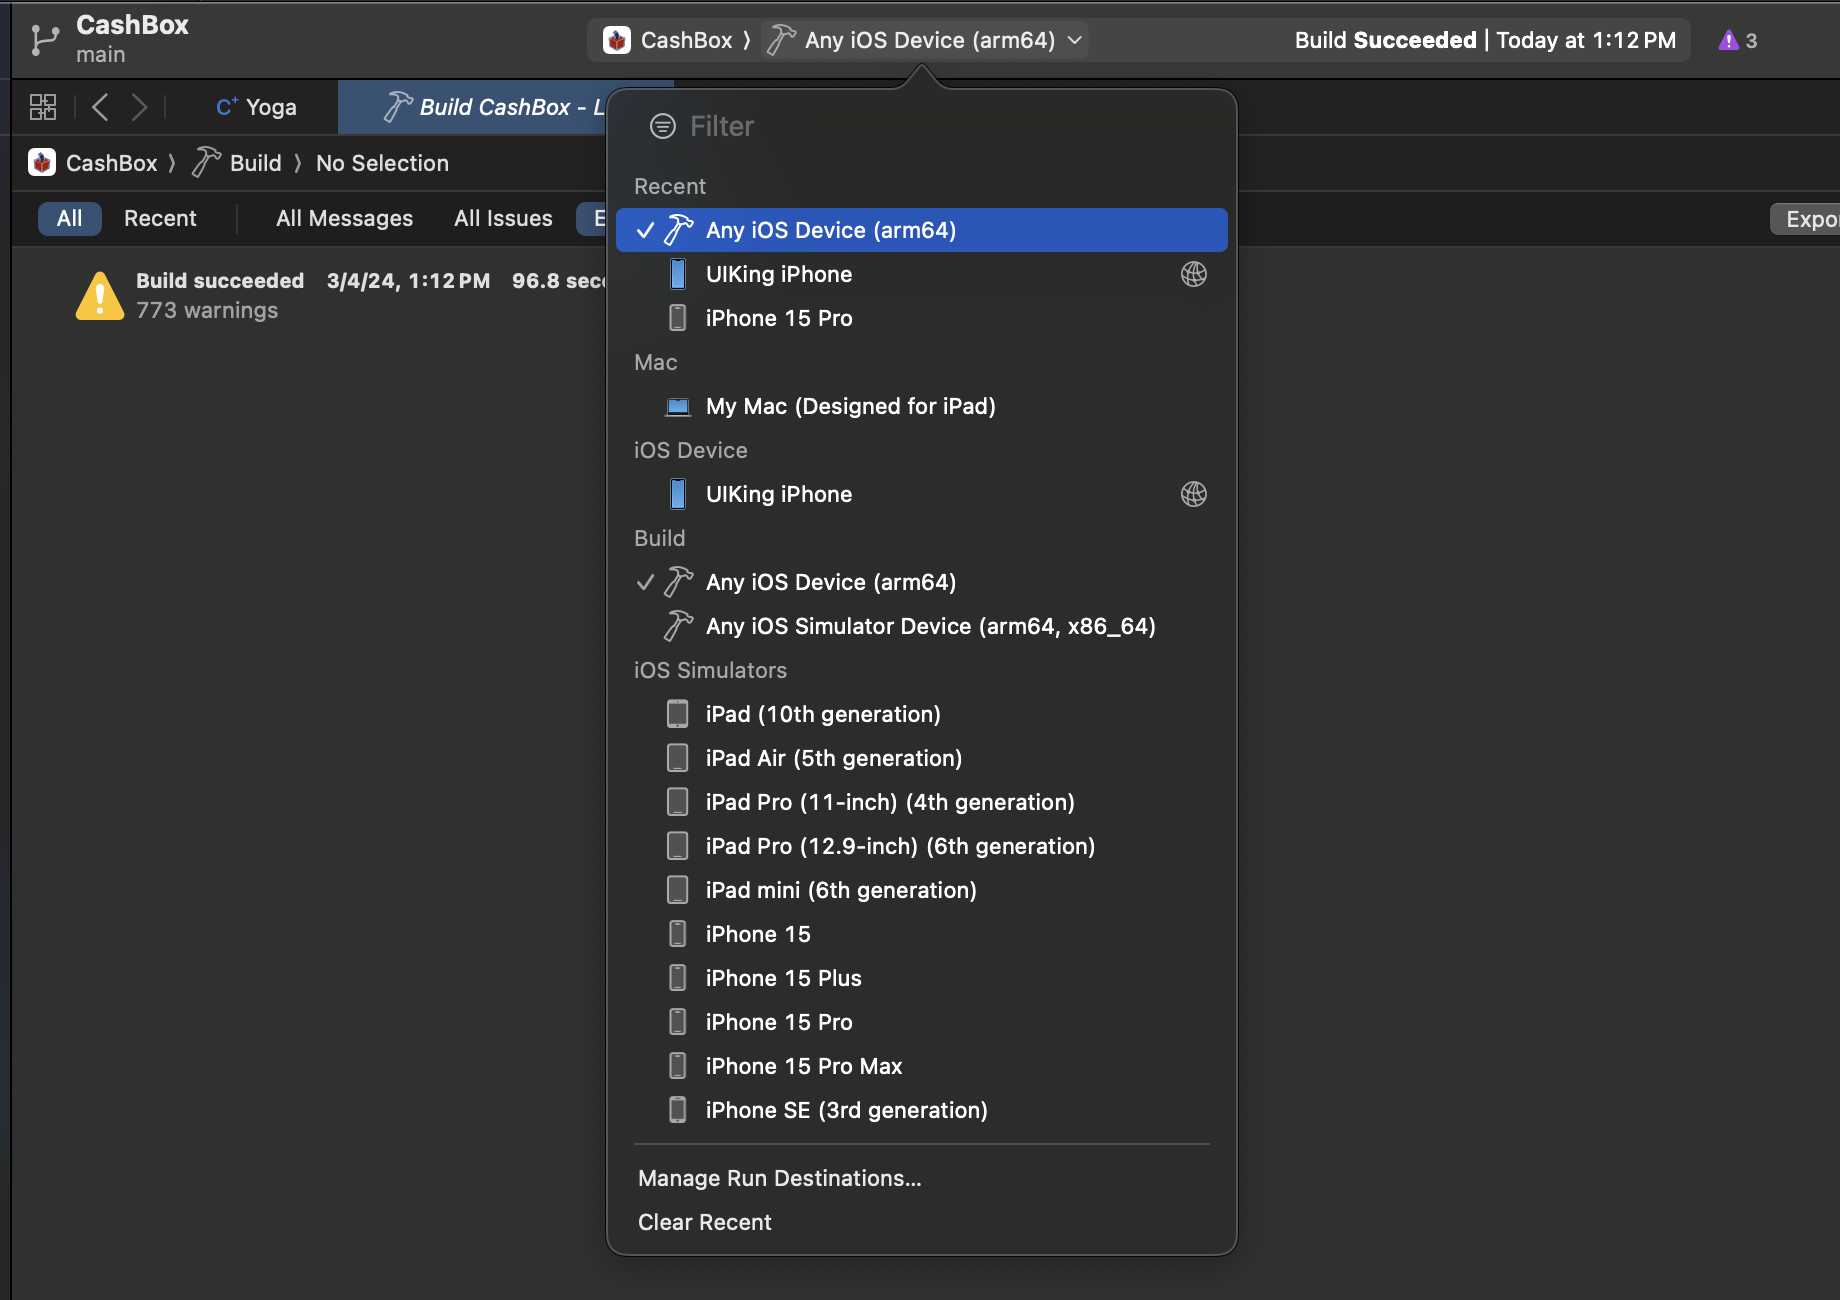 CashBox
main
CashBox 〉 Any iOS Device (arm64)
Build Succeeded | Today at 1:12 PM
3
C+ Yoga
Build CashBox - L
CashBox 〉 Build 〉 No Selection
All Recent All Messages All Issues E
Expor
Build succeeded 3/4/24, 1:12 PM 96.8 sec
773 warnings
Filter
Recent
Any iOS Device (arm64)
UIKing iPhone
iPhone 15 Pro
Mac
My Mac (Designed for iPad)
iOS Device
UIKing iPhone
Build
Any iOS Device (arm64)
Any iOS Simulator Device (arm64, x86_64)
iOS Simulators
iPad (10th generation)
iPad Air (5th generation)
iPad Pro (11-inch) (4th generation)
iPad Pro (12.9-inch) (6th generation)
iPad mini (6th generation)
iPhone 15
iPhone 15 Plus
iPhone 15 Pro
iPhone 15 Pro Max
iPhone SE (3rd generation)
Manage Run Destinations...
Clear Recent